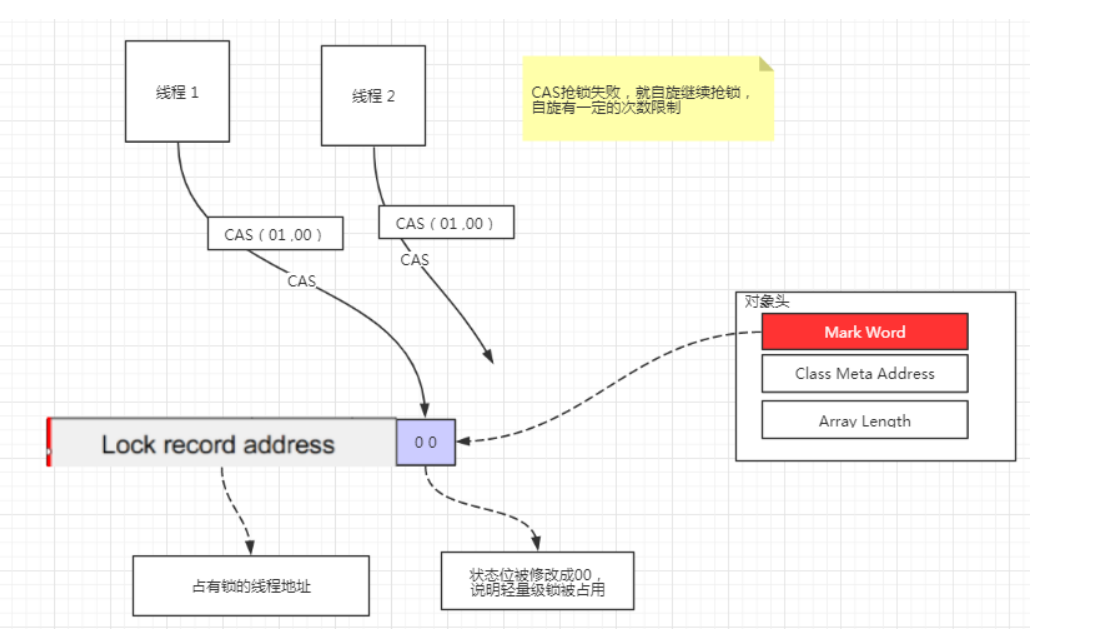 线程 1
线程 2
CAS抢锁失败，就自旋继续抢锁，
自旋有一定的次数限制
CAS（ 01 ,00 ）
CAS（ 01 ,00 ）
CAS
CAS
对象头
Mark Word
Class Meta Address
Array Length
Lock record address
0 0
占有锁的线程地址
状态位被修改成00，
说明轻量级锁被占用